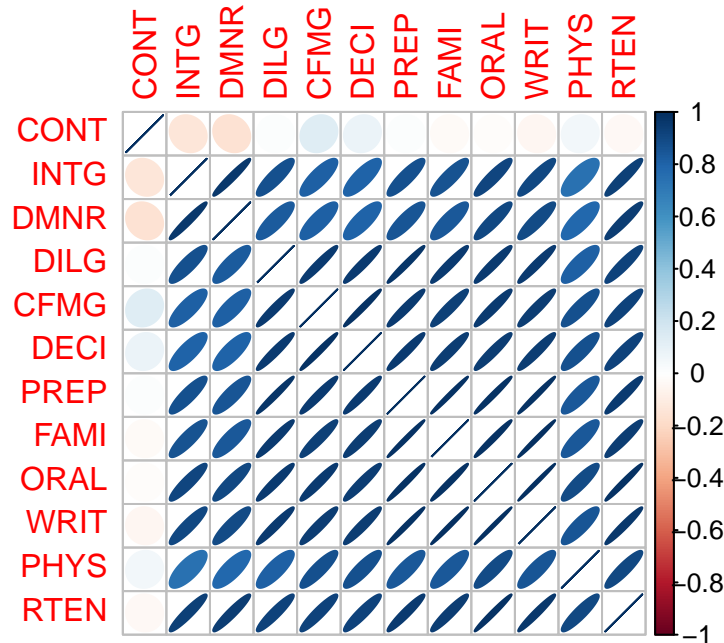 CONT INTG DMNR DILG CFMG DECI PREP FAMI ORAL WRIT PHYS RTEN
CONT
INTG
DMNR
DILG
CFMG
DECI
PREP
FAMI
ORAL
WRIT
PHYS
RTEN
1
0.8
0.6
0.4
0.2
0
−0.2
−0.4
−0.6
−0.8
−1